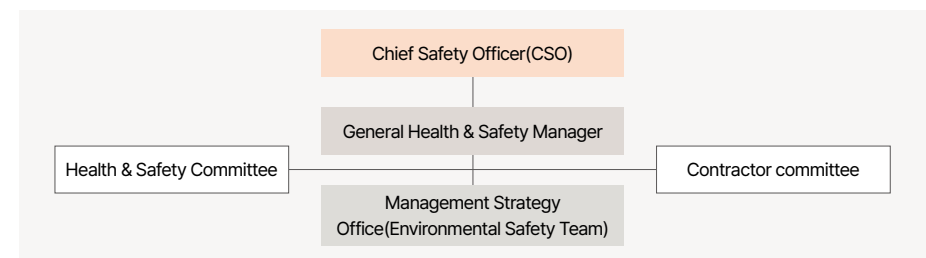 Chief Safety Officer(CSO)
General Health & Safety Manager
Health & Safety Committee
Contractor committee
Management Strategy
Office(Environmental Safety Team)